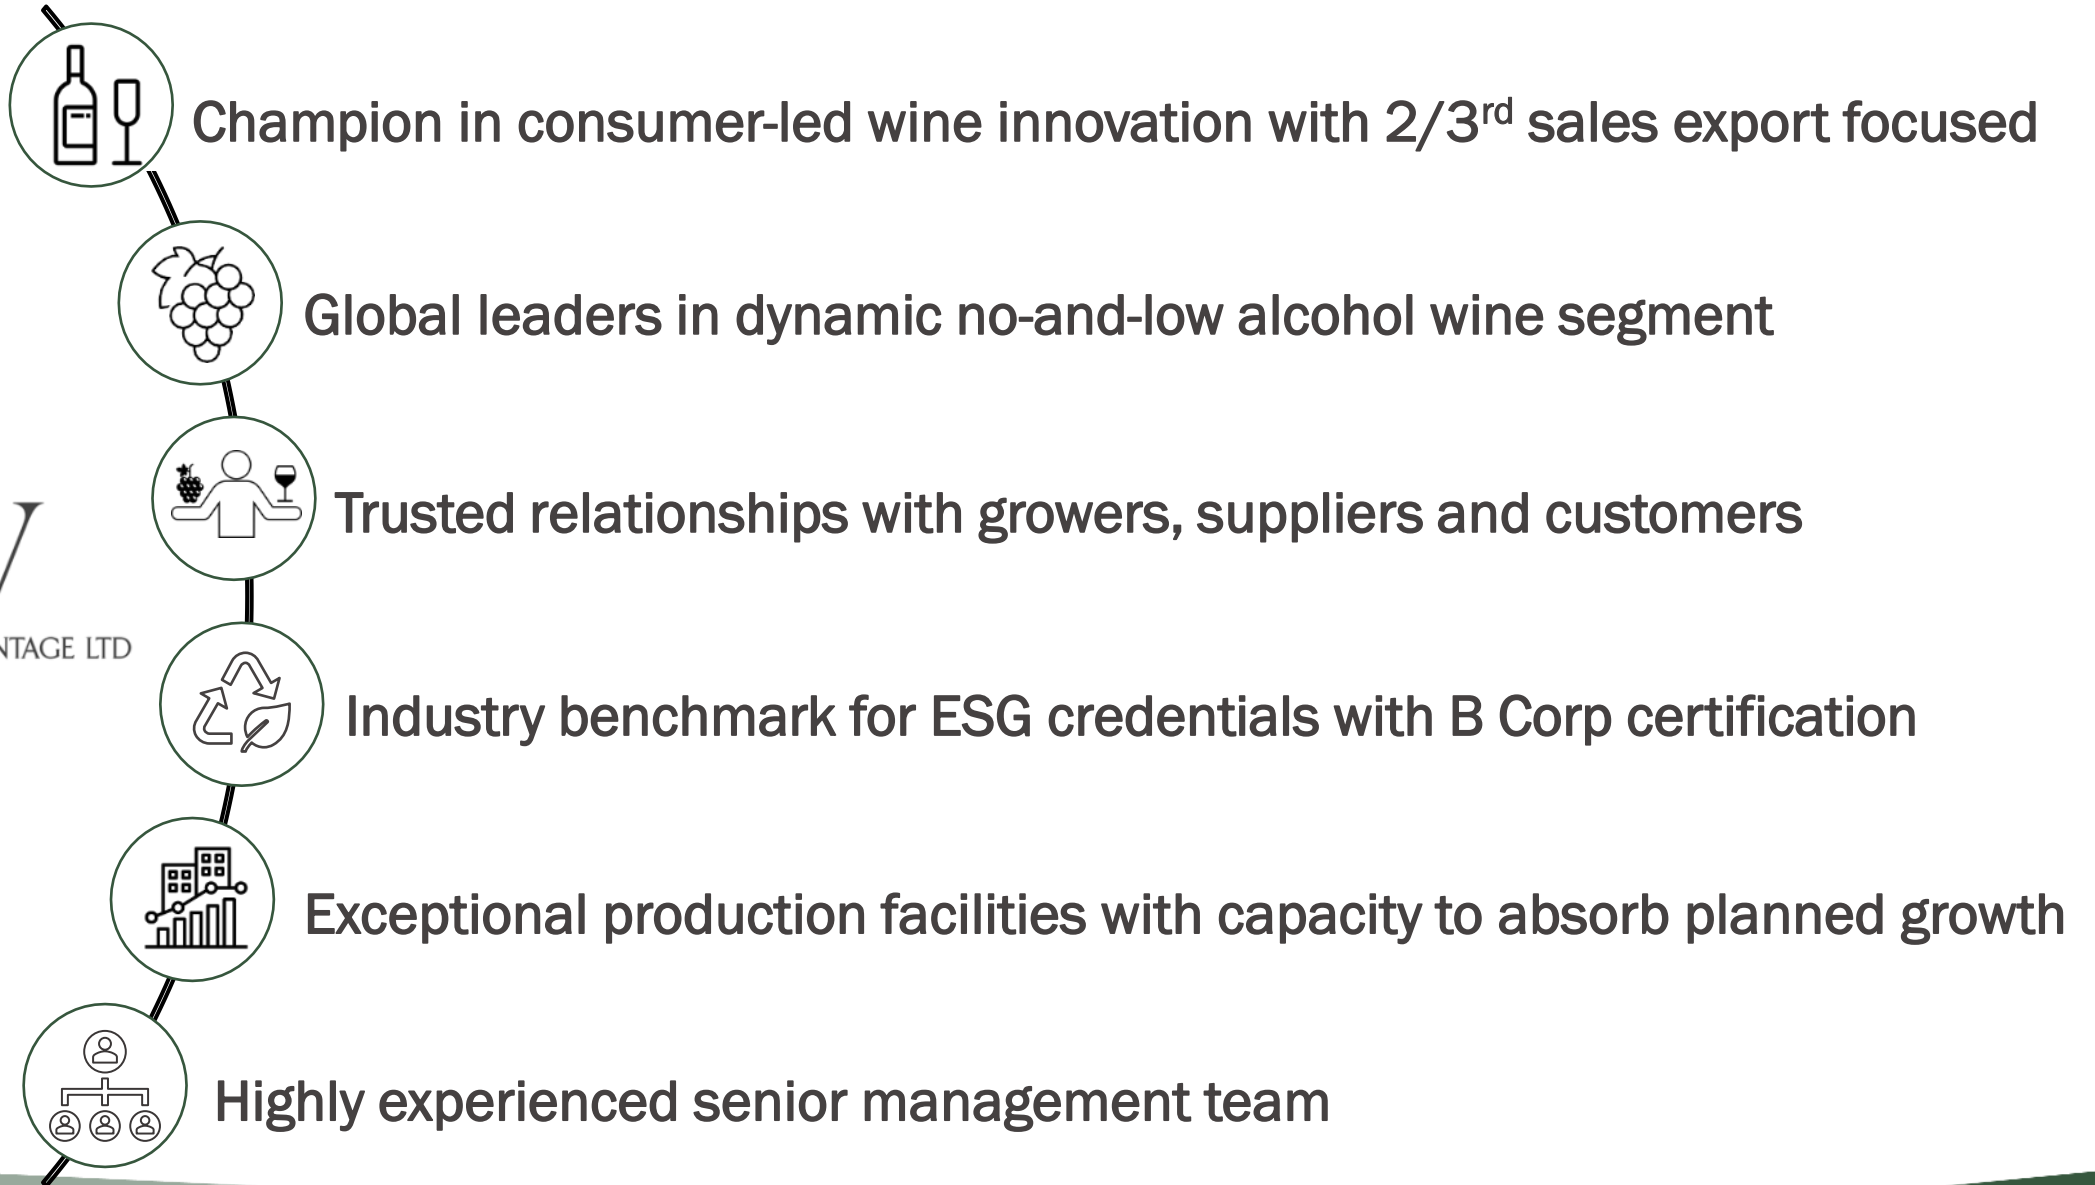 Champion in consumer-led wine innovation with 2/3rd sales export focused
Global leaders in dynamic no-and-low alcohol wine segment
Trusted relationships with growers, suppliers and customers
NTAGE LTD
Industry benchmark for ESG credentials with B Corp certification
Exceptional production facilities with capacity to absorb planned growth
Highly experienced senior management team